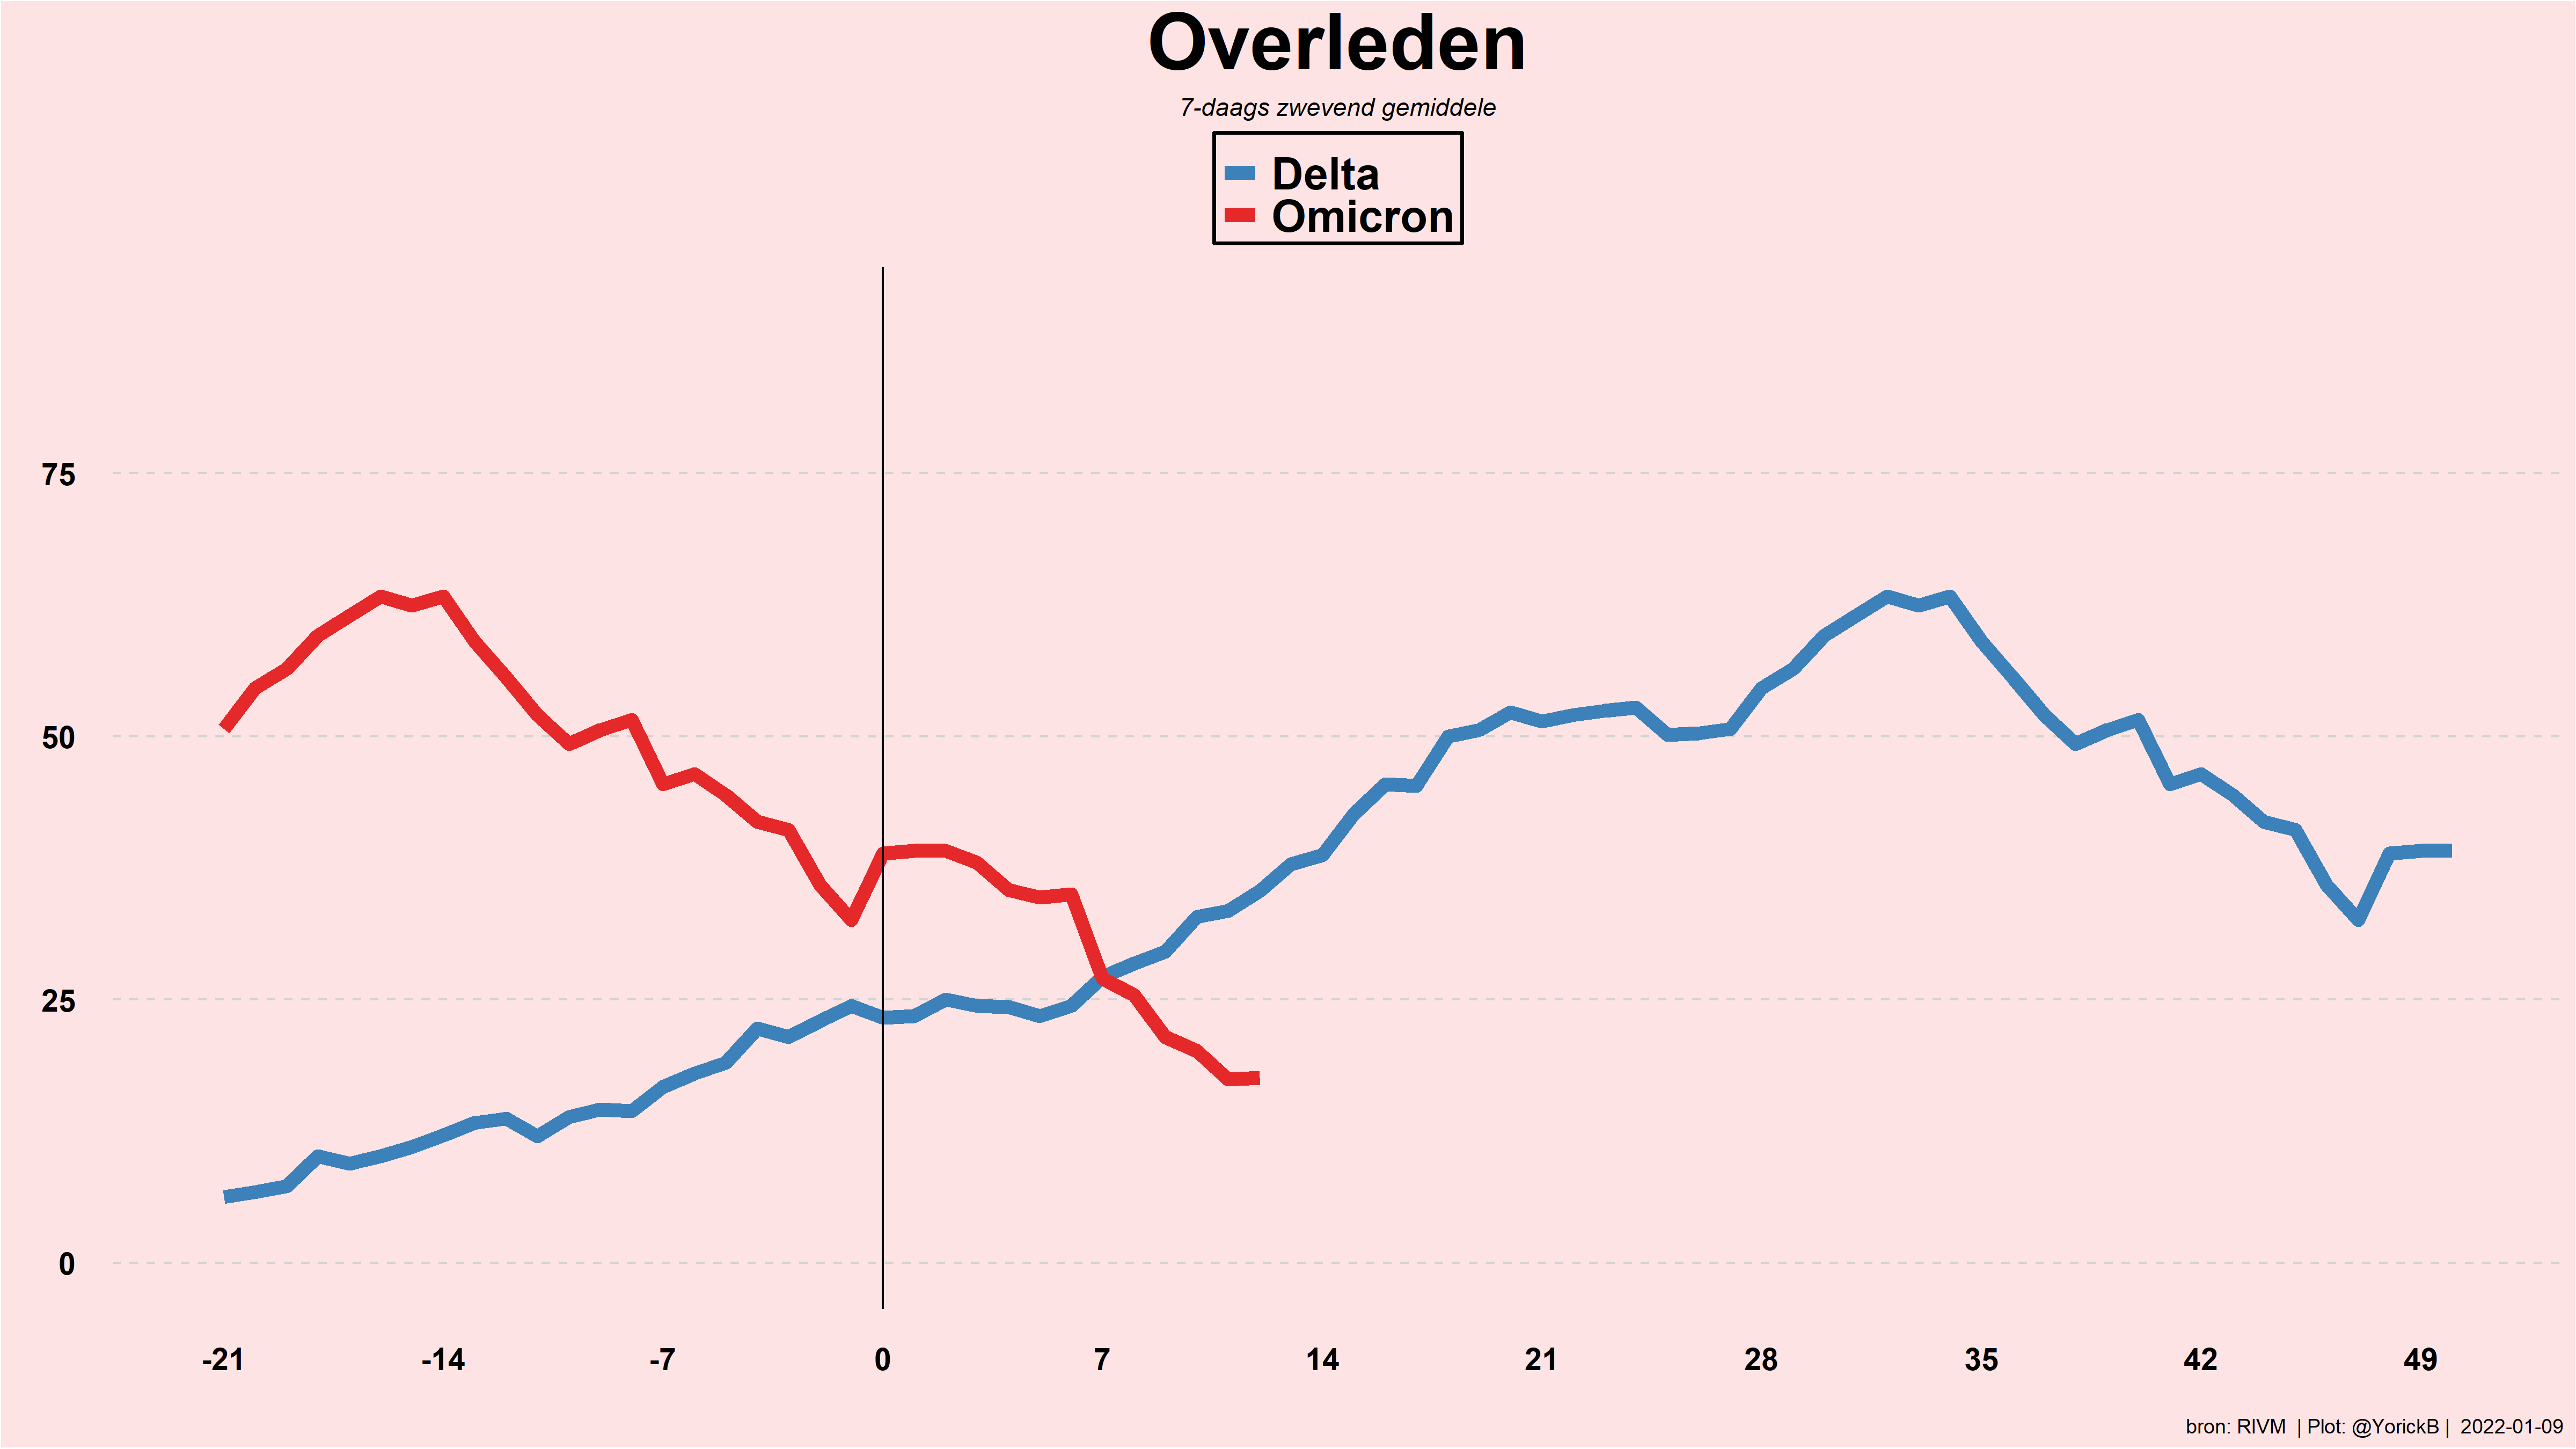 Overleden
7-daags zwevend gemiddele
Delta
Omicron
75
50
25
0
-21 -14 -7 0 7 14 21 28 35 42 49
bron: RIVM | Plot: @YorickB | 2022-01-09